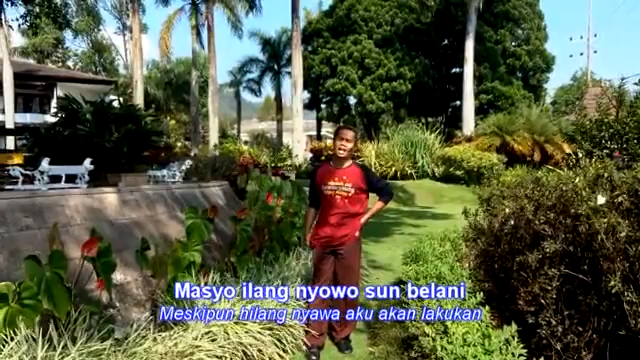 Masyo ilang nyowo sun belani
Meskipun hilang nyawa aku akan lakukan